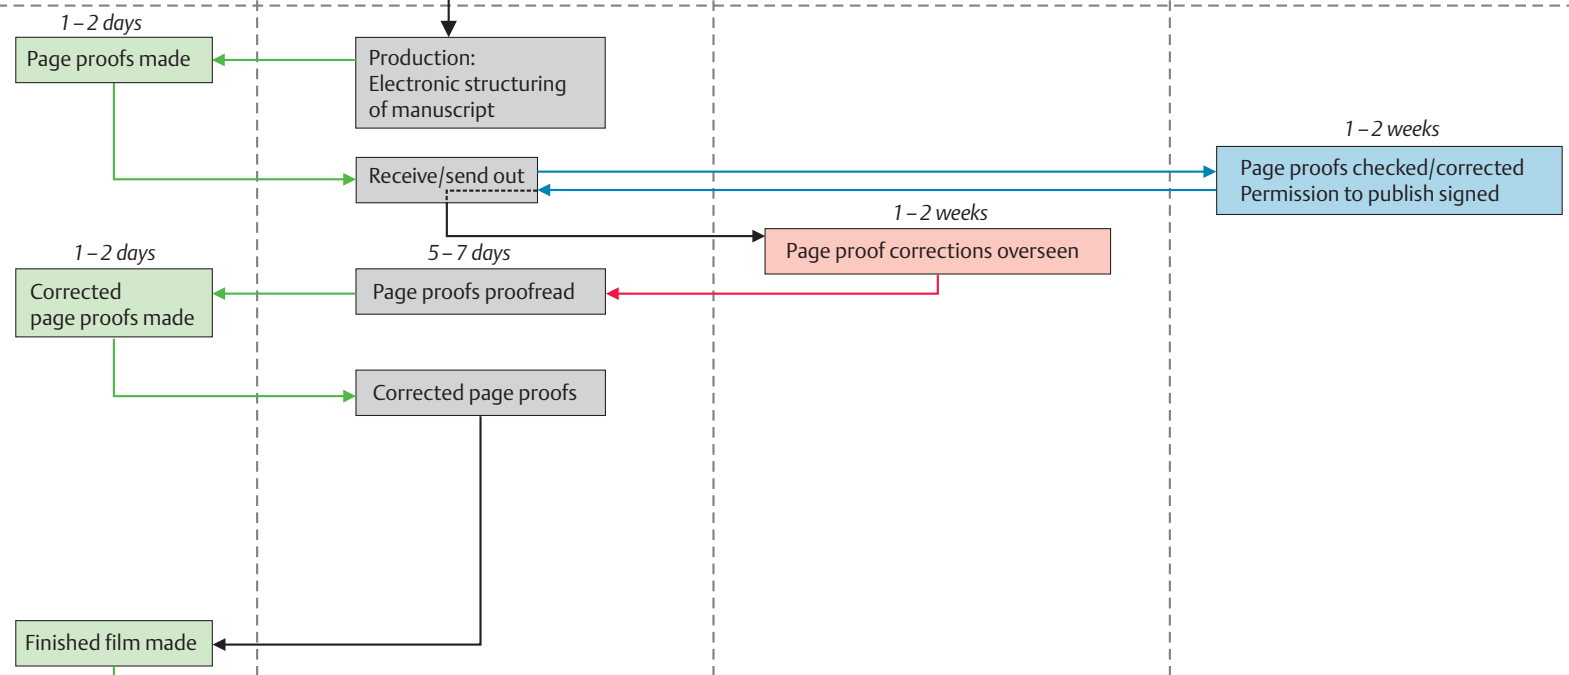 1 – 2 days
Page proofs made
Production:
Electronic structuring
of manuscript
1 – 2 weeks
Receive/send out
Page proofs checked/corrected
Permission to publish signed
1 – 2 weeks
Page proof corrections overseen
1 – 2 days
5 – 7 days
Corrected
page proofs made
Page proofs proofread
Corrected page proofs
Finished film made